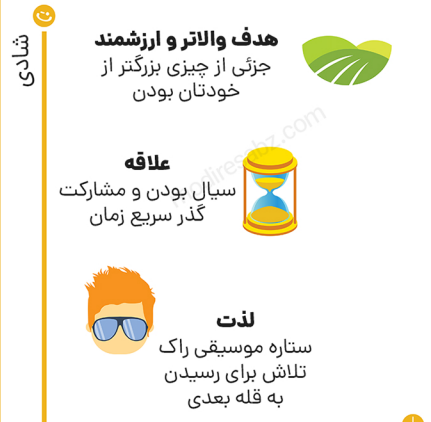 شادی
هدف والاتر و ارزشمند
جزئی از چیزی بزرگتر از
خودتان بودن
علاقه
سیال بودن و مشارکت
گذر سریع زمان
لذت
ستاره موسیقی راک
تلاش برای رسیدن
به قله بعدی